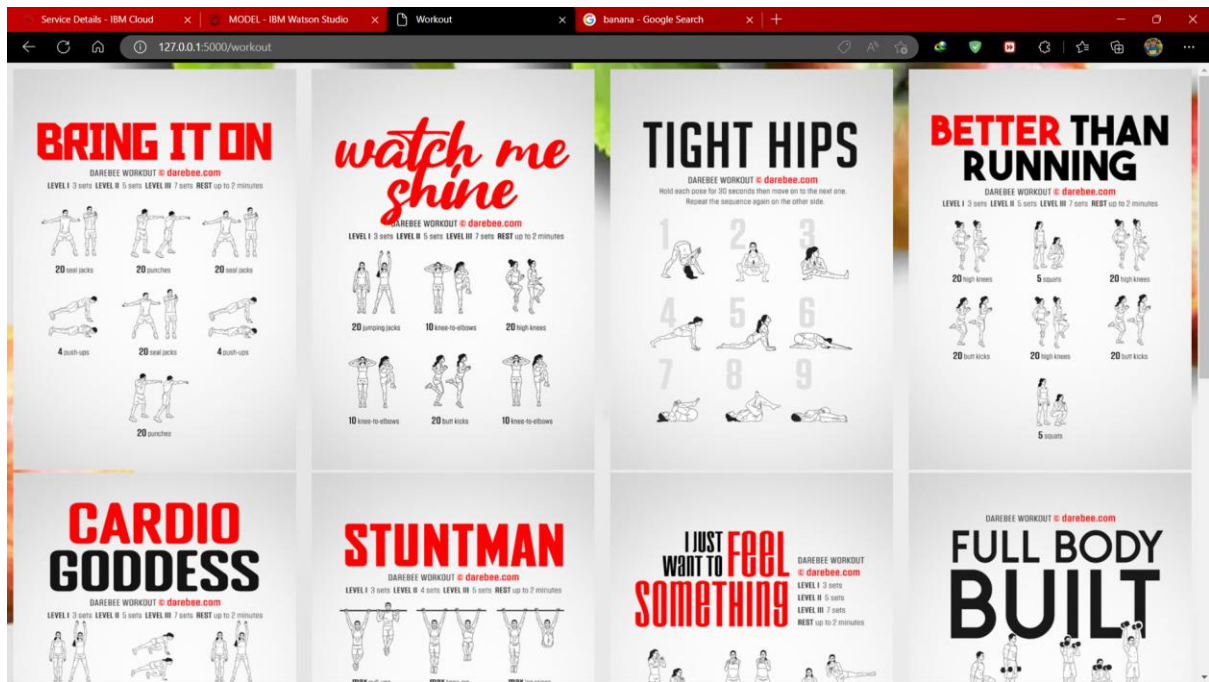 Service Details - IBM Cloud
MODEL - IBM Watson Studio
Workout
banana - Google Search
127.0.0.1:5000/workout
BRING IT ON
DAREBEE WORKOUT © darebee.com
LEVEL I 3 sets LEVEL II 5 sets LEVEL III 7 sets REST up to 2 minutes
20 seal jacks
20 punches
20 seal jacks
4 push-ups
20 seal jacks
4 push-ups
20 punches
watch me
shine
DAREBEE WORKOUT © darebee.com
LEVEL I 3 sets LEVEL II 5 sets LEVEL III 7 sets REST up to 2 minutes
20 jumping jacks
10 knee-to-elbows
20 high knees
10 knee-to-elbows
20 butt kicks
10 knee-to-elbows
TIGHT HIPS
DAREBEE WORKOUT © darebee.com
Hold each pose for 30 seconds then move on to the next one.
Repeat the sequence again on the other side.
1 2 3
4 5 6
7 8 9
BETTER THAN
RUNNING
DAREBEE WORKOUT © darebee.com
LEVEL I 3 sets LEVEL II 5 sets LEVEL III 7 sets REST up to 2 minutes
20 high knees
5 squats
20 high knees
20 butt kicks
20 high knees
20 butt kicks
5 squats
CARDIO
GODDESS
DAREBEE WORKOUT © darebee.com
LEVEL I 3 sets LEVEL II 5 sets LEVEL III 7 sets REST up to 2 minutes
STUNTMAN
DAREBEE WORKOUT © darebee.com
LEVEL I 3 sets LEVEL II 4 sets LEVEL III 5 sets REST up to 2 minutes
I JUST
WANT TO FEEL
SOMETHING
DAREBEE WORKOUT
© darebee.com
LEVEL I 3 sets
LEVEL II 5 sets
LEVEL III 7 sets
REST up to 2 minutes
DAREBEE WORKOUT © darebee.com
FULL BODY
BUILT